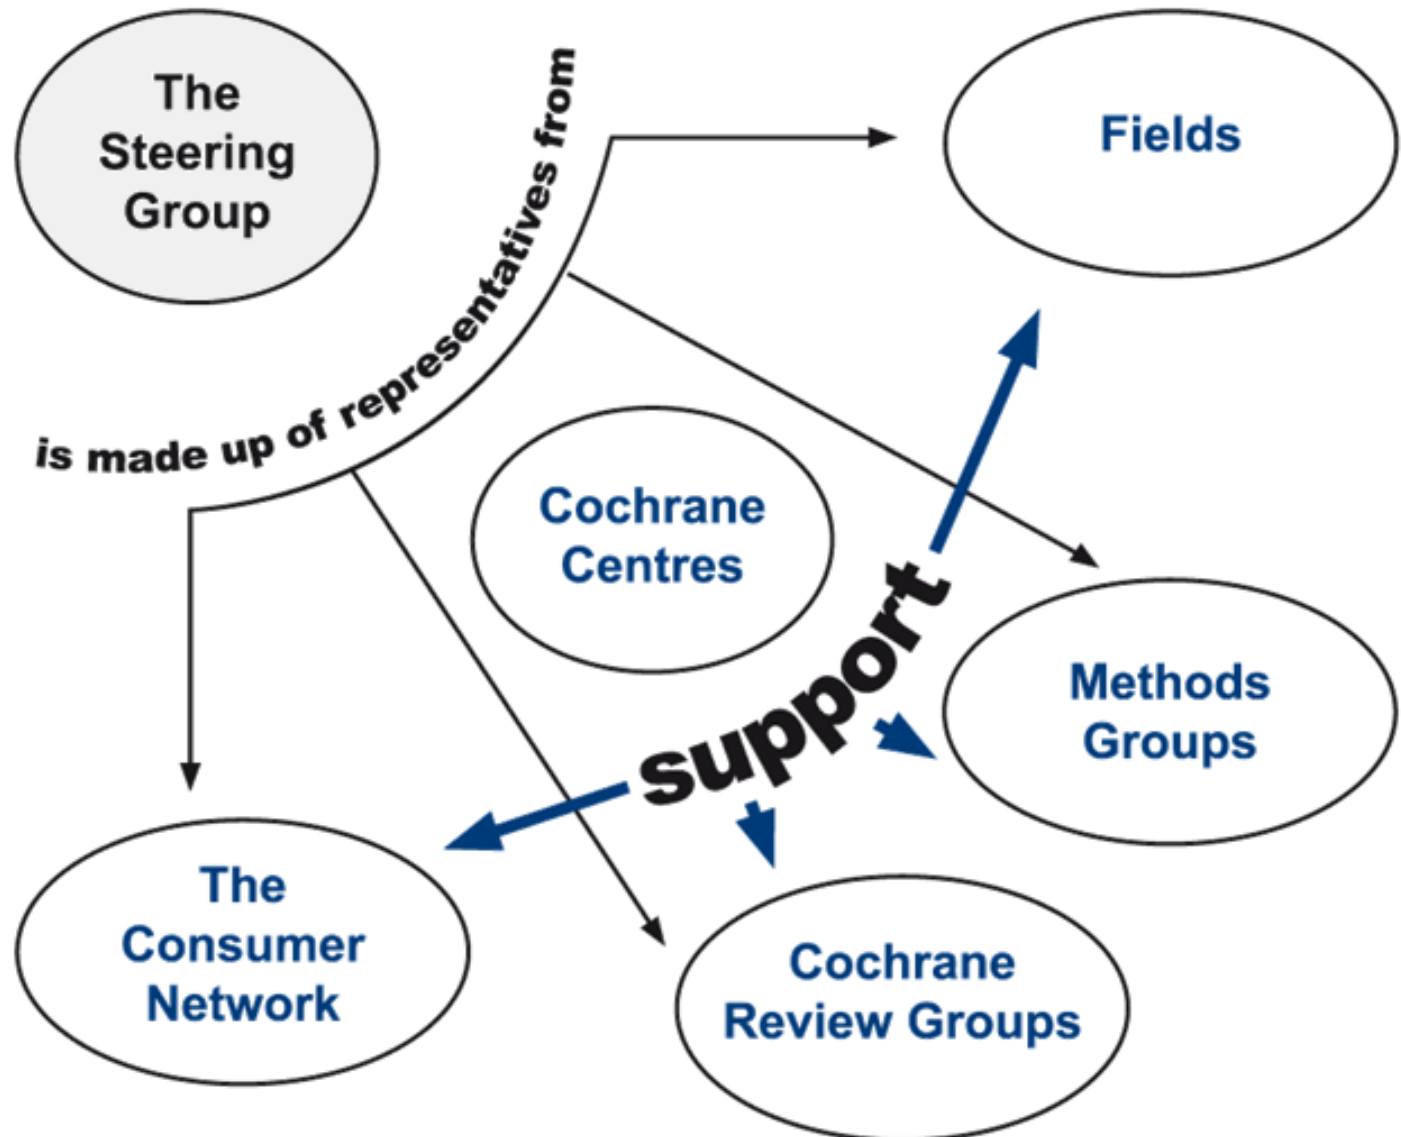 The
Steering
Group
is made up of representatives from
Fields
Cochrane
Centres
support
Methods
Groups
The
Consumer
Network
Cochrane
Review Groups